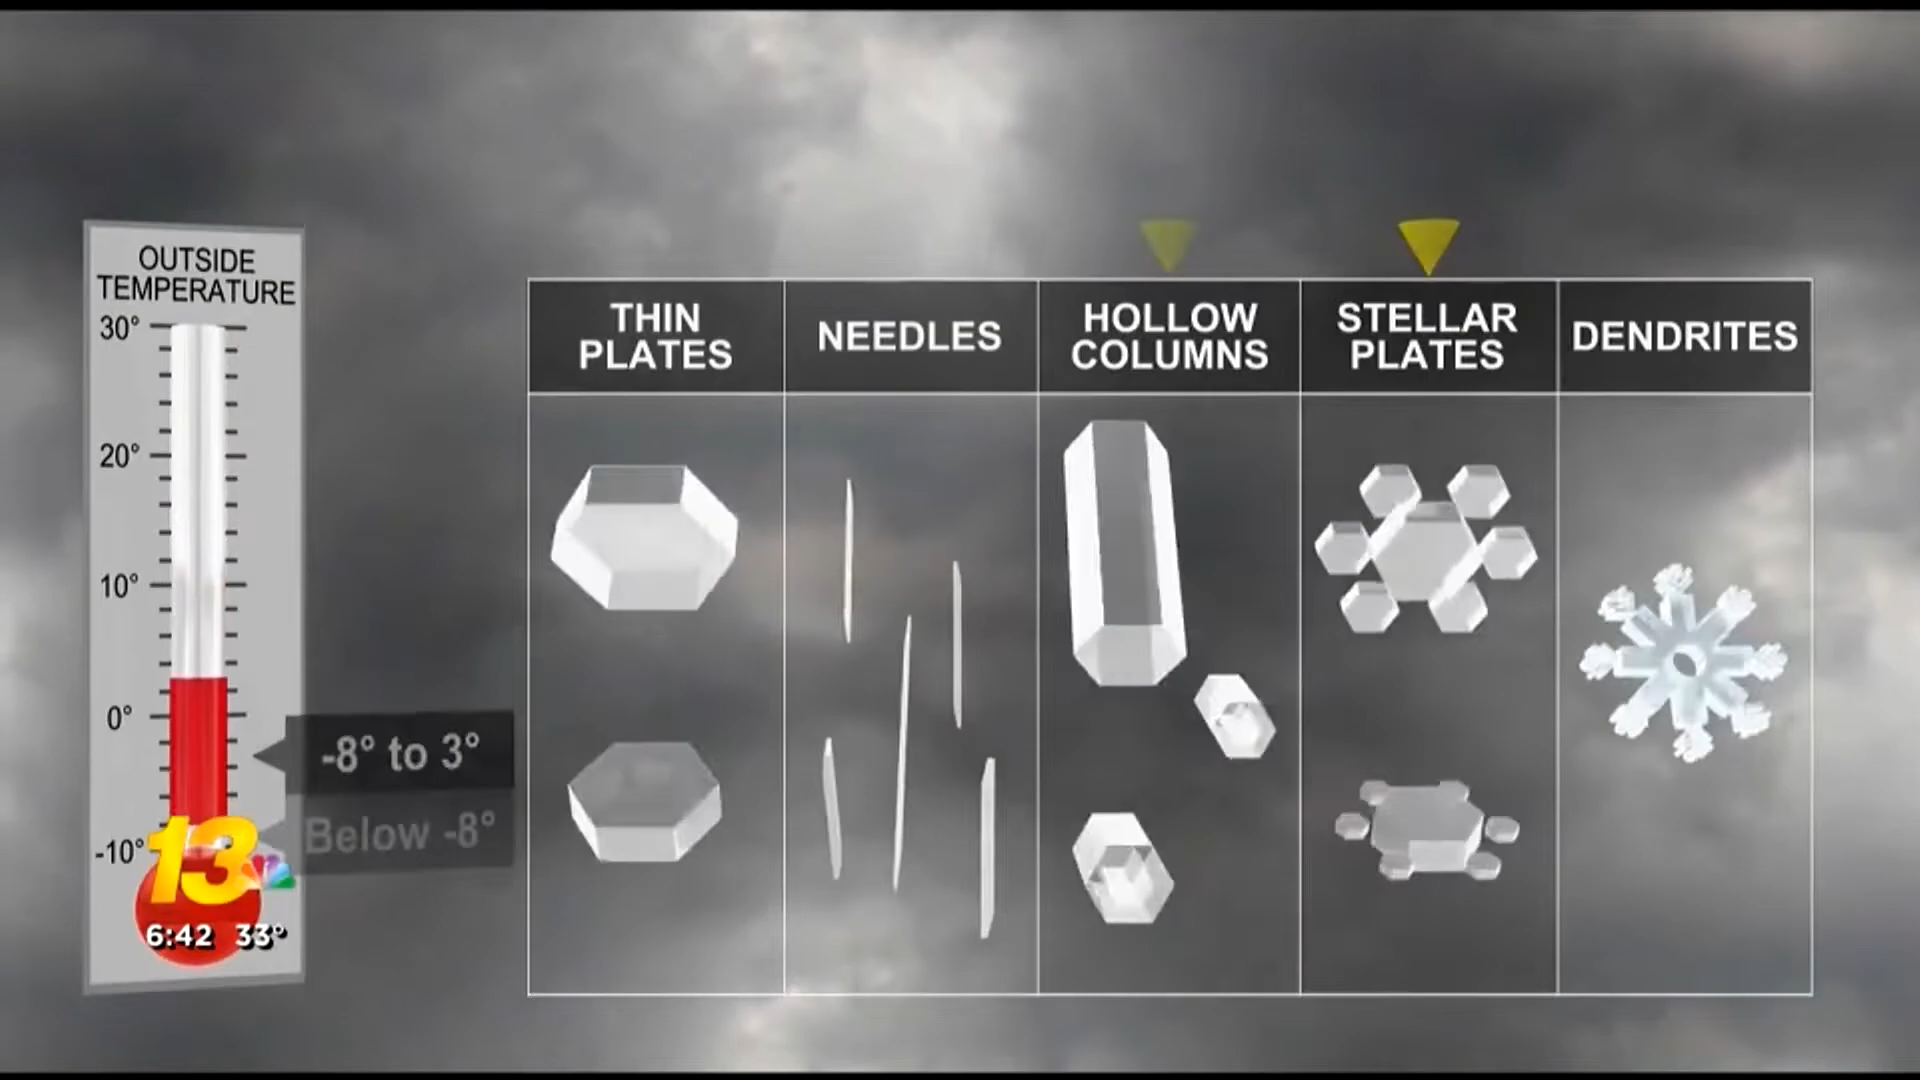 OUTSIDE
TEMPERATURE
30°
20°
10°
0°
-10°
-8° to 3°
Below -8°
13
6:42 33°
THIN
PLATES
NEEDLES
HOLLOW
COLUMNS
STELLAR
PLATES
DENDRITES